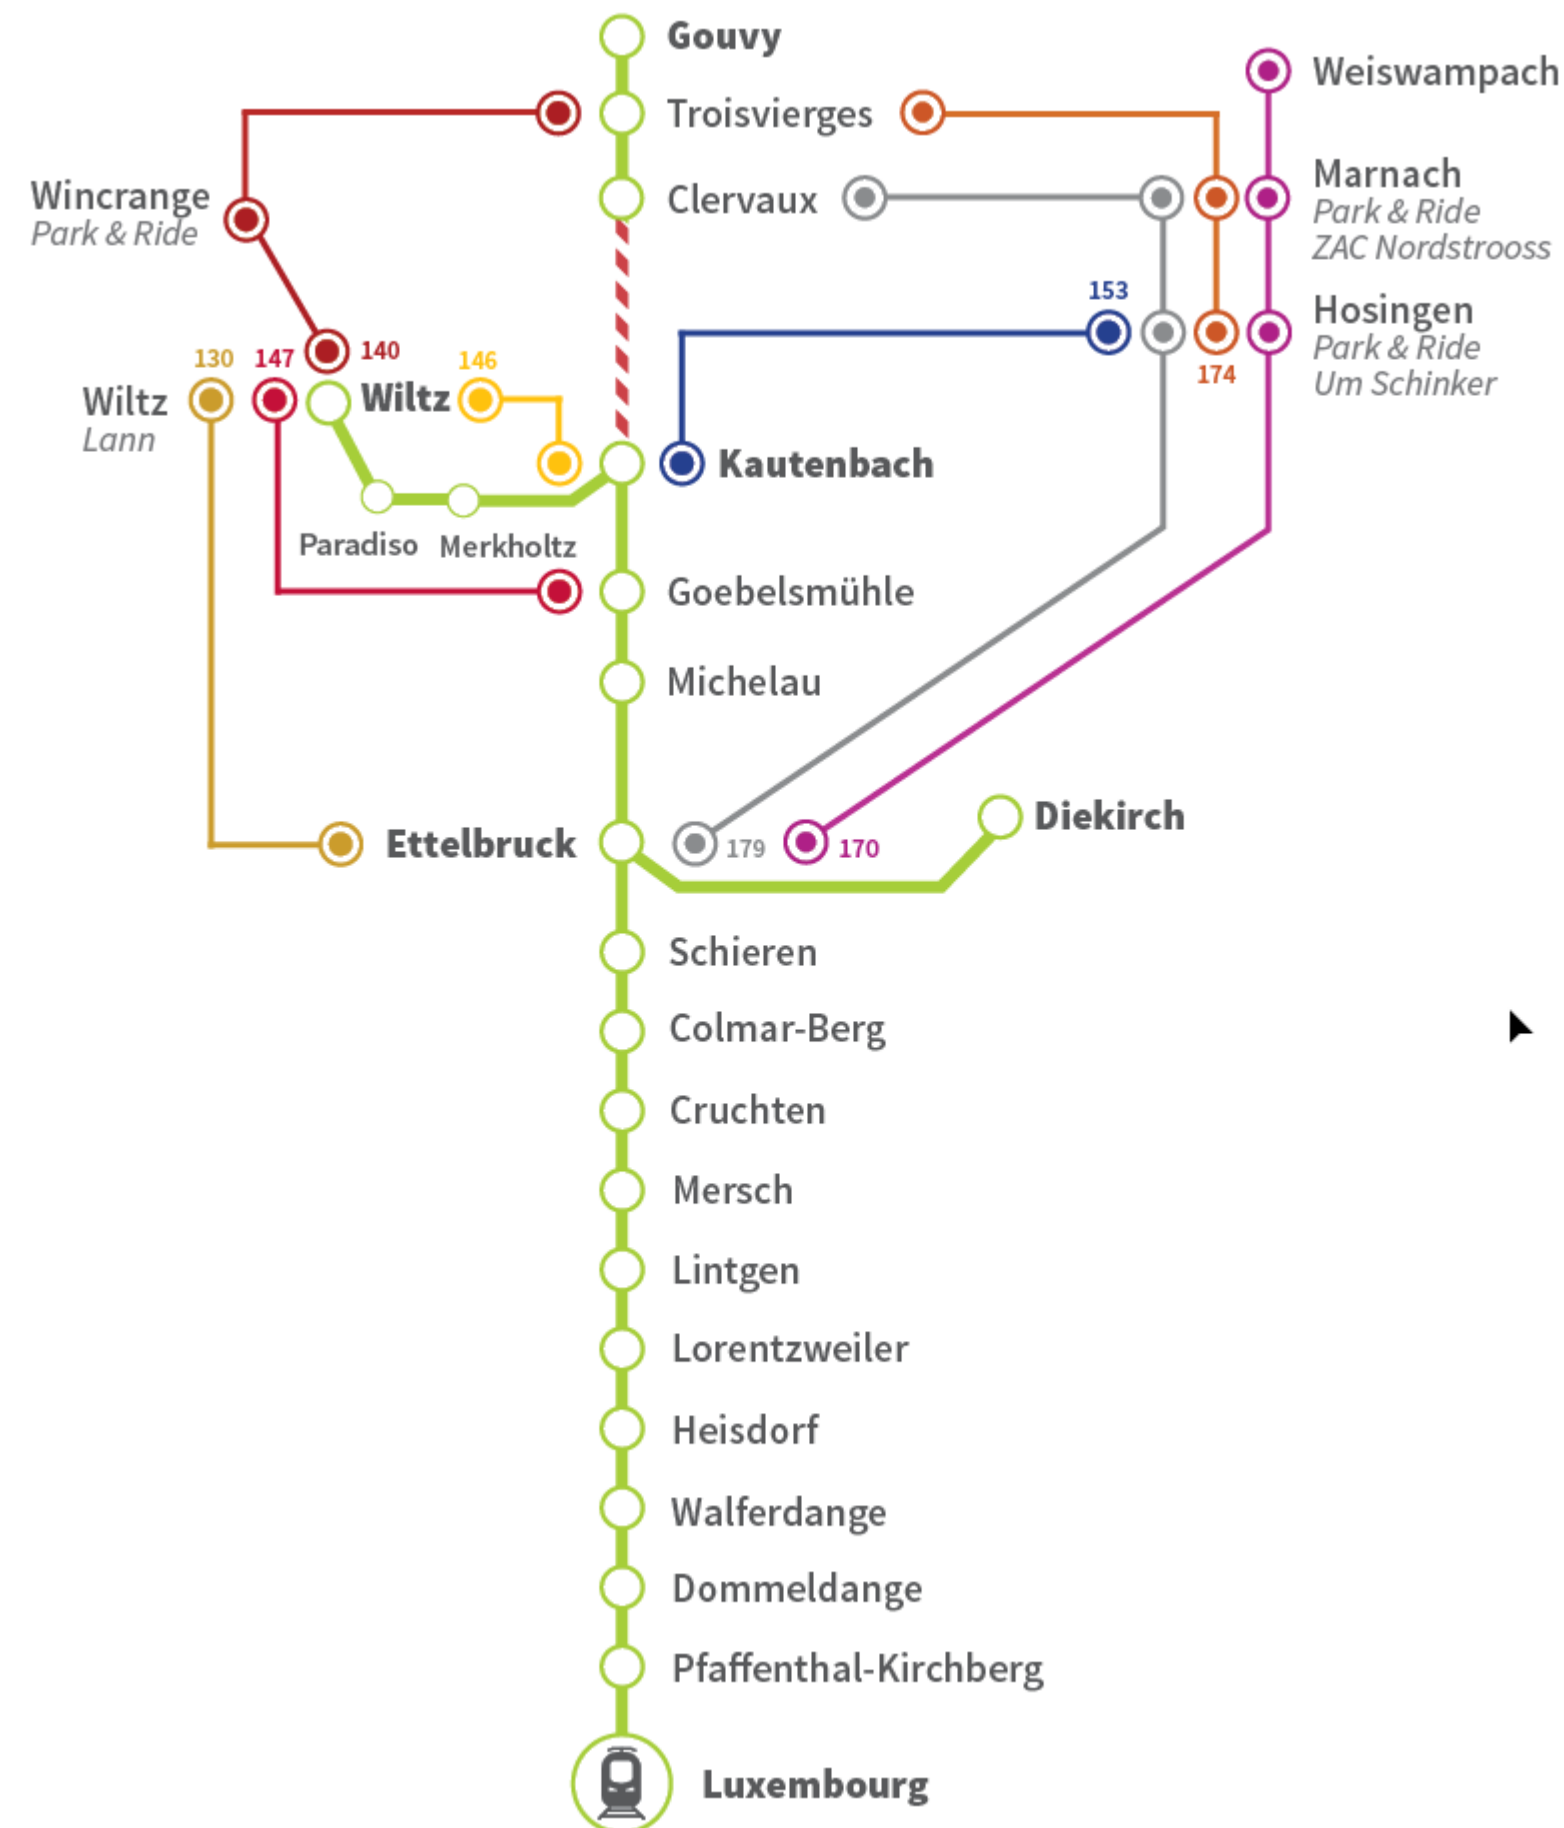 Gouvy
Weiswampach
Troisvierges
Marnach
Park & Ride
ZAC Nordstrooss
Wincrange
Park & Ride
Clervaux
153
Hosingen
Park & Ride
Um Schinker
130
147
140
146
174
Wiltz
Lann
Wiltz
Kautenbach
Paradiso
Merkholtz
Goebelsmühle
Michelau
Diekirch
Ettelbruck
179
170
Schieren
Colmar-Berg
Cruchten
Mersch
Lintgen
Lorentzweiler
Heisdorf
Walferdange
Dommeldange
Pfaffenthal-Kirchberg
Luxembourg